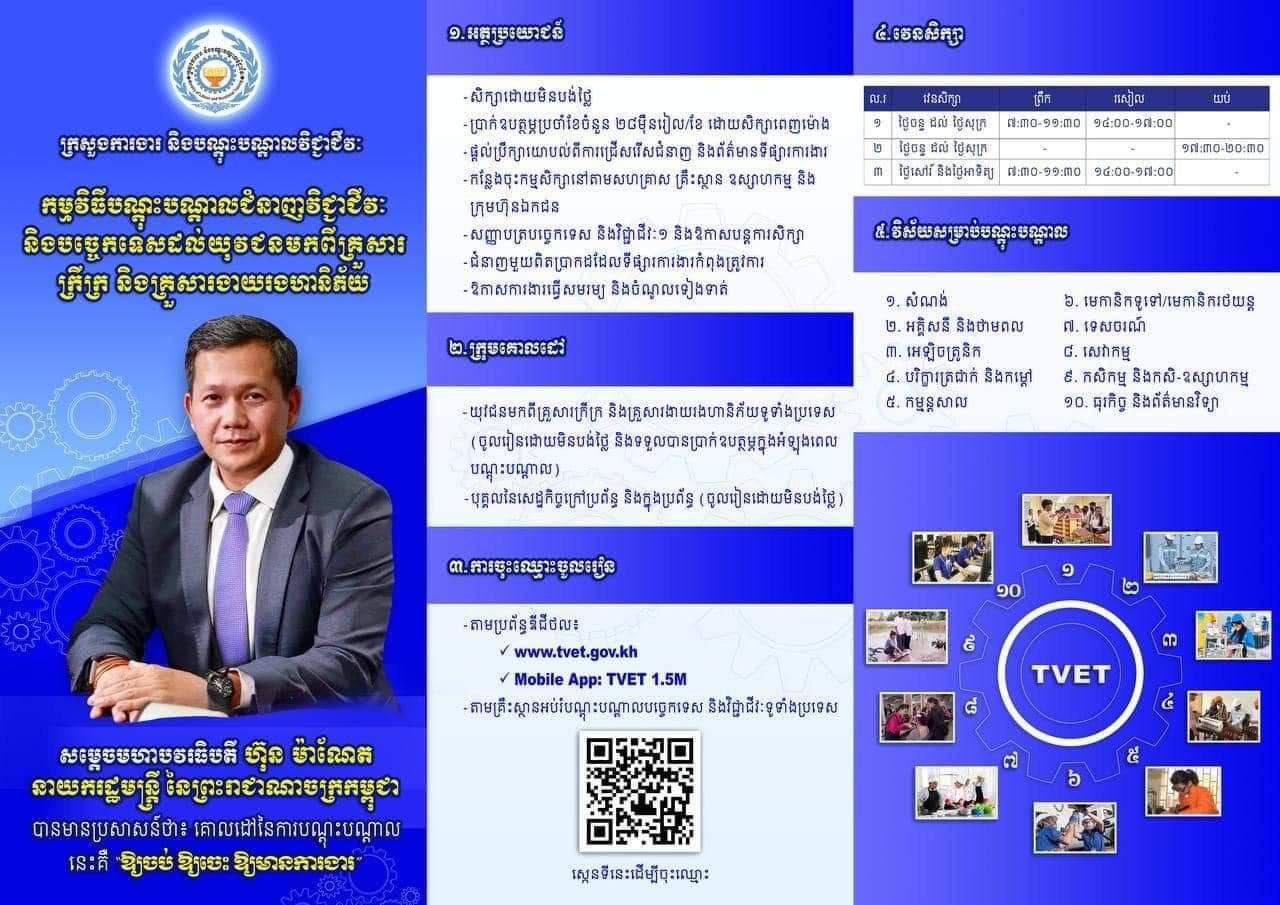 ក្រសួងការងារ និងបណ្តុះបណ្តាលវិជ្ជាជីវៈ
កម្មវិធីបណ្តុះបណ្តាលជំនាញវិជ្ជាជីវៈ
និងបច្ចេកទេសដល់យុវជនមកពីគ្រួសារ
ក្រីក្រ និងគ្រួសារងាយរងហានិភ័យ
សម្តេចមហាបវរធិបតី ហ៊ុន ម៉ាណែត
នាយករដ្ឋមន្ត្រី នៃព្រះរាជាណាចក្រកម្ពុជា
បានមានប្រសាសន៍ថា៖ គោលដៅនៃការបណ្តុះបណ្តាល
នេះគឺ “ឱ្យចប់ ឱ្យចេះ ឱ្យមានការងារ”
១.អត្ថប្រយោជន៍
-សិក្សាដោយមិនបង់ថ្លៃ
-ប្រាក់ឧបត្ថម្ភប្រចាំខែចំនួន ២៨ម៉ឺនរៀល/ខែ ដោយសិក្សាពេញម៉ោង
-ផ្តល់ប្រឹក្សាយោបល់ពីការជ្រើសរើសជំនាញ និងព័ត៌មានទីផ្សារការងារ
-កន្លែងចុះកម្មសិក្សានៅតាមសហគ្រាស គ្រឹះស្ថាន ឧស្សាហកម្ម និង
ក្រុមហ៊ុនឯកជន
-សញ្ញាបត្របច្ចេកទេស និងវិជ្ជាជីវៈ១ និងឱកាសបន្តការសិក្សា
-ជំនាញមួយពិតប្រាកដដែលទីផ្សារការងារកំពុងត្រូវការ
-ឱកាសការងារធ្វើសមរម្យ និងចំណូលទៀងទាត់
២.ក្រុមគោលដៅ
-យុវជនមកពីគ្រួសារក្រីក្រ និងគ្រួសារងាយរងហានិភ័យទូទាំងប្រទេស
(ចូលរៀនដោយមិនបង់ថ្លៃ និងទទួលបានប្រាក់ឧបត្ថម្ភក្នុងអំឡុងពេល
បណ្តុះបណ្តាល)
-បុគ្គលនៃសេដ្ឋកិច្ចក្រៅប្រព័ន្ធ និងក្នុងប្រព័ន្ធ (ចូលរៀនដោយមិនបង់ថ្លៃ)
៣.ការចុះឈ្មោះចូលរៀន
-តាមប្រព័ន្ធឌីជីថល៖
✓ www.tvet.gov.kh
✓ Mobile App: TVET 1.5M
-តាមគ្រឹះស្ថានអប់រំបណ្តុះបណ្តាលបច្ចេកទេស និងវិជ្ជាជីវៈទូទាំងប្រទេស
ស្កេនទីនេះដើម្បីចុះឈ្មោះ
៤.វេនសិក្សា
ល.រ វេនសិក្សា ព្រឹក រសៀល យប់
១ ថ្ងៃចន្ទ ដល់ ថ្ងៃសុក្រ ៧:៣០-១១:៣០ ១៤:០០-១៧:០០ -
២ ថ្ងៃចន្ទ ដល់ ថ្ងៃសុក្រ - - ១៧:៣០-២០:៣០
៣ ថ្ងៃសៅរ៍ និងថ្ងៃអាទិត្យ ៧:៣០-១១:៣០ ១៤:០០-១៧:០០ -
៥.វិស័យសម្រាប់បណ្តុះបណ្តាល
១. សំណង់
២. អគ្គិសនី និងថាមពល
៣. អេឡិចត្រូនិក
៤. បរិក្ខារត្រជាក់ និងកម្តៅ
៥. កម្មន្តសាល
៦. មេកានិកទូទៅ/មេកានិករថយន្ត
៧. ទេសចរណ៍
៨. សេវាកម្ម
៩. កសិកម្ម និងកសិ-ឧស្សាហកម្ម
១០. ធុរកិច្ច និងព័ត៌មានវិទ្យា
១
២
៣
៤
៥
៦
៧
៨
៩
១០
TVET